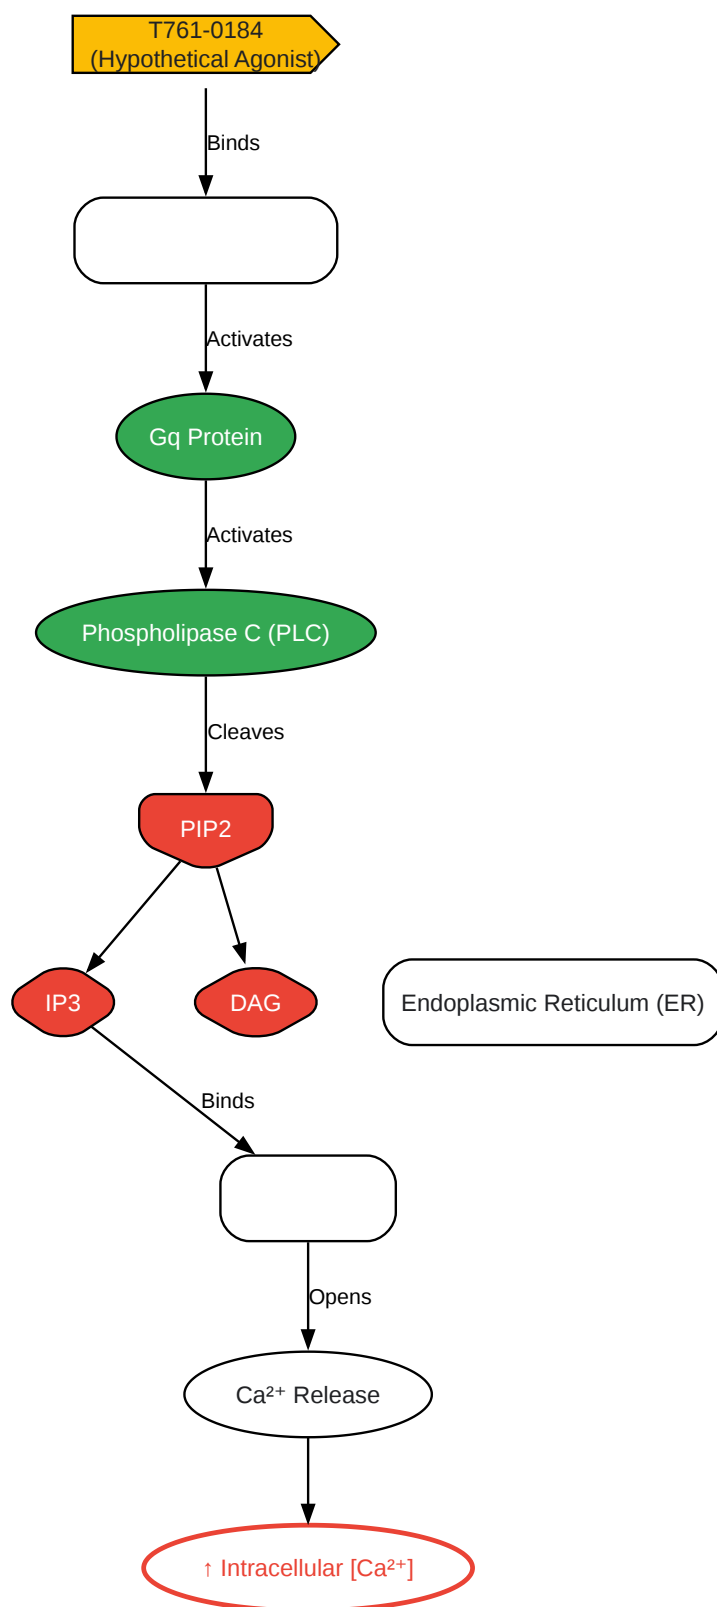 T761-0184
(Hypothetical Agonist)
Binds
Activates
Gq Protein
Activates
Phospholipase C (PLC)
Cleaves
PIP2
IP3
DAG
Endoplasmic Reticulum (ER)
Binds
Opens
Ca²⁺ Release
↑ Intracellular [Ca²⁺]